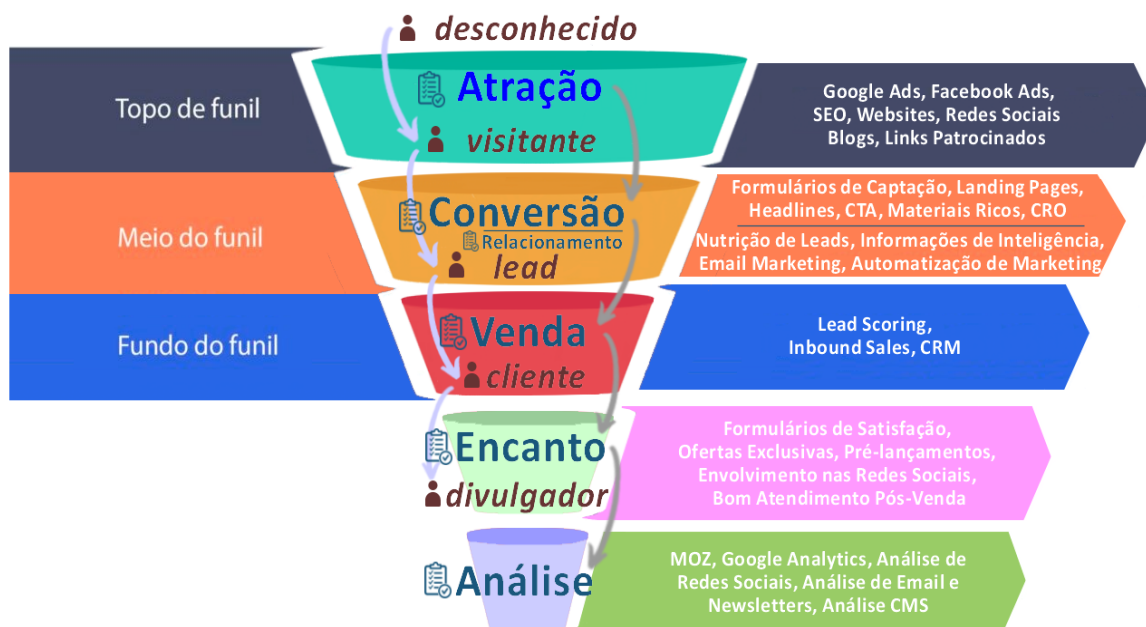 desconhecido
Topo de funil
Atração
visitante
Google Ads, Facebook Ads,
SEO, Websites, Redes Sociais
Blogs, Links Patrocinados
Meio do funil
Conversão
Relacionamento
lead
Formulários de Captação, Landing Pages,
Headlines, CTA, Materiais Ricos, CRO
Nutrição de Leads, Informações de Inteligência,
Email Marketing, Automatização de Marketing
Fundo do funil
Venda
cliente
Lead Scoring,
Inbound Sales, CRM
Encanto
divulgador
Formulários de Satisfação,
Ofertas Exclusivas, Pré-lançamentos,
Envolvimento nas Redes Sociais,
Bom Atendimento Pós-Venda
Análise
MOZ, Google Analytics, Análise de
Redes Sociais, Análise de Email e
Newsletters, Análise CMS